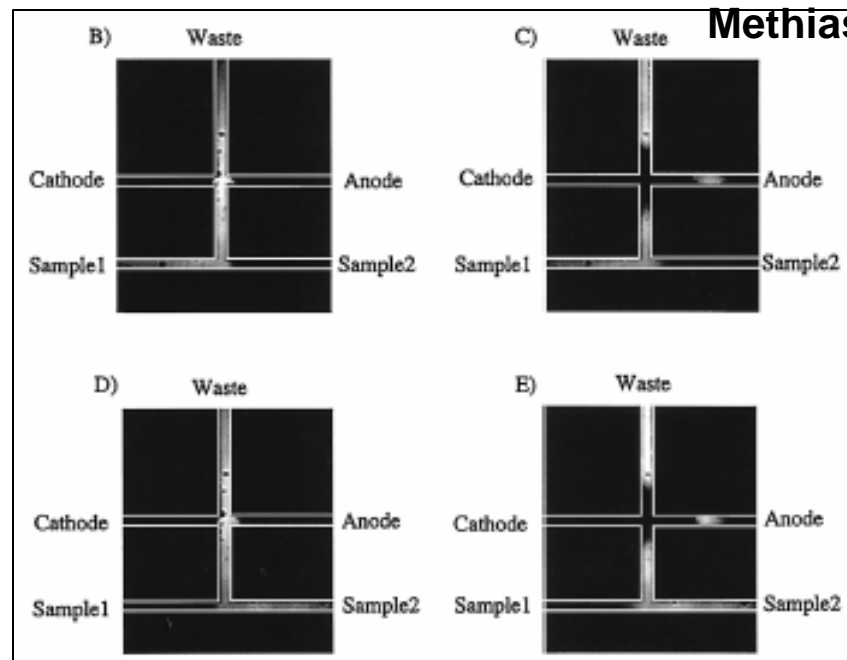 Methias
B) Waste
C) Waste
Cathode Anode
Cathode Anode
Sample1 Sample2
Sample1 Sample2
D) Waste
E) Waste
Cathode Anode
Cathode Anode
Sample1 Sample2
Sample1 Sample2